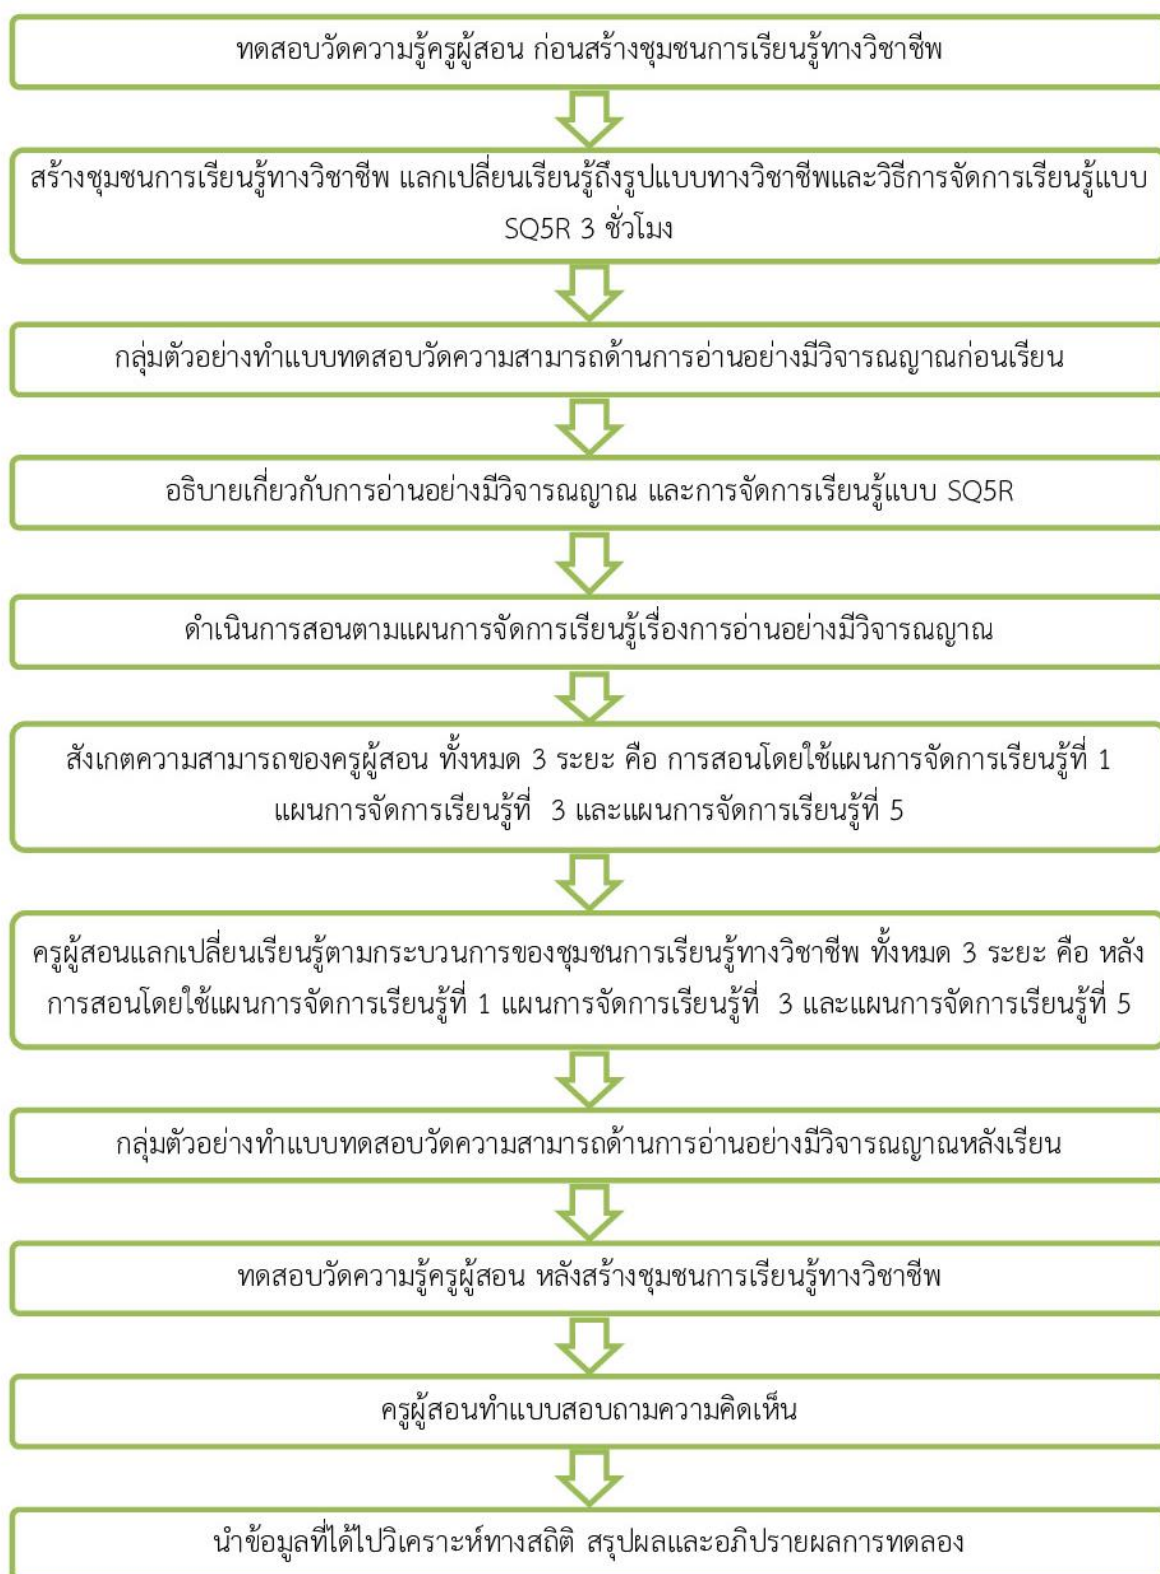 ทดสอบวัดความรู้ครูผู้สอน ก่อนสร้างชุมชนการเรียนรู้ทางวิชาชีพ
สร้างชุมชนการเรียนรู้ทางวิชาชีพ แลกเปลี่ยนเรียนรู้ถึงรูปแบบทางวิชาชีพและวิธีการจัดการเรียนรู้แบบ
SQ5R 3 ชั่วโมง
กลุ่มตัวอย่างทำแบบทดสอบวัดความสามารถด้านการอ่านอย่างมีวิจารณญาณก่อนเรียน
อธิบายเกี่ยวกับการอ่านอย่างมีวิจารณญาณ และการจัดการเรียนรู้แบบ SQ5R
ดำเนินการสอนตามแผนการจัดการเรียนรู้เรื่องการอ่านอย่างมีวิจารณญาณ
สังเกตความสามารถของครูผู้สอน ทั้งหมด 3 ระยะ คือ การสอนโดยใช้แผนการจัดการเรียนรู้ที่ 1
แผนการจัดการเรียนรู้ที่ 3 และแผนการจัดการเรียนรู้ที่ 5
ครูผู้สอนแลกเปลี่ยนเรียนรู้ตามกระบวนการของชุมชนการเรียนรู้ทางวิชาชีพ ทั้งหมด 3 ระยะ คือ หลัง
การสอนโดยใช้แผนการจัดการเรียนรู้ที่ 1 แผนการจัดการเรียนรู้ที่ 3 และแผนการจัดการเรียนรู้ที่ 5
กลุ่มตัวอย่างทำแบบทดสอบวัดความสามารถด้านการอ่านอย่างมีวิจารณญาณหลังเรียน
ทดสอบวัดความรู้ครูผู้สอน หลังสร้างชุมชนการเรียนรู้ทางวิชาชีพ
ครูผู้สอนทำแบบสอบถามความคิดเห็น
นำข้อมูลที่ได้ไปวิเคราะห์ทางสถิติ สรุปผลและอภิปรายผลการทดลอง